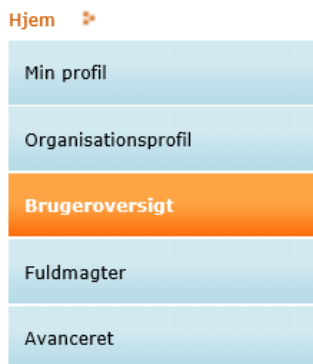 Hjem
Min profil
Organisationsprofil
Brugeroversigt
Fuldmagter
Avanceret